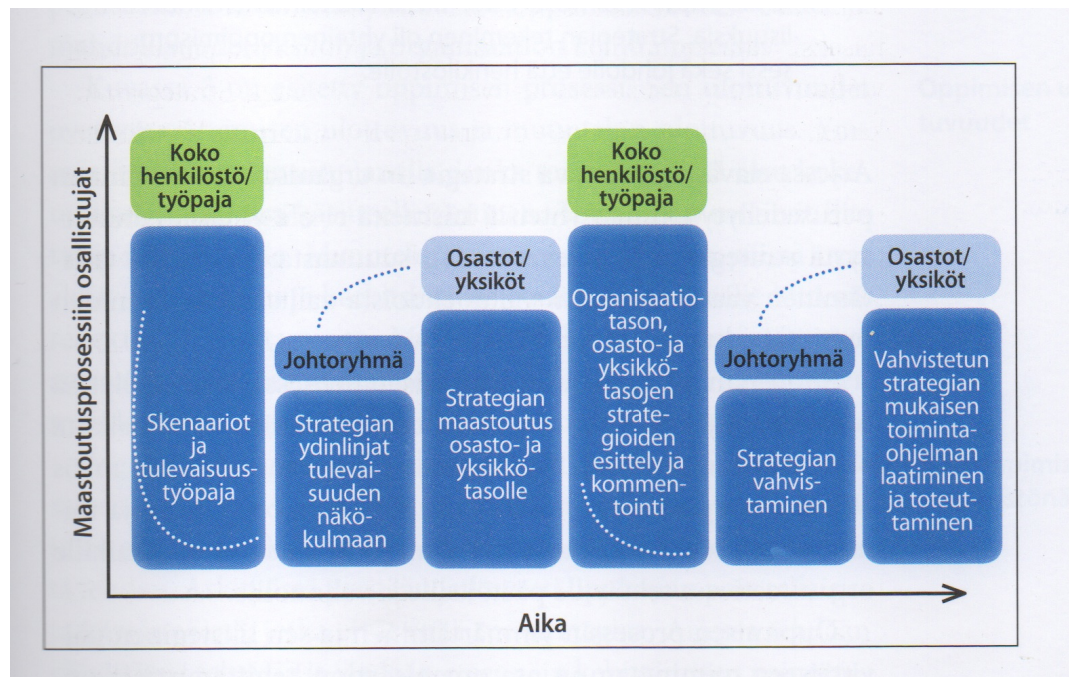 Maastoutusprosessiin osallistujat
Koko
henkilöstö/
työpaja
Skenaariot
ja
tulevaisuus-
työpaja
Johtoryhmä
Strategian
ydinlinjat
tulevai-
suuden
näkö-
kulmaan
Osastot/
yksiköt
Strategian
maastoutus
osasto- ja
yksikkö-
tasolle
Koko
henkilöstö/
työpaja
Organisaatio-
tason,
osasto- ja
yksikkö-
tasojen
strate-
gioiden
esittely ja
kommen-
tointi
Johtoryhmä
Strategian
vahvis-
taminen
Osastot/
yksiköt
Vahvistetun
strategian
mukaisen
toiminta-
ohjelman
laatiminen
ja toteut-
taminen
Aika